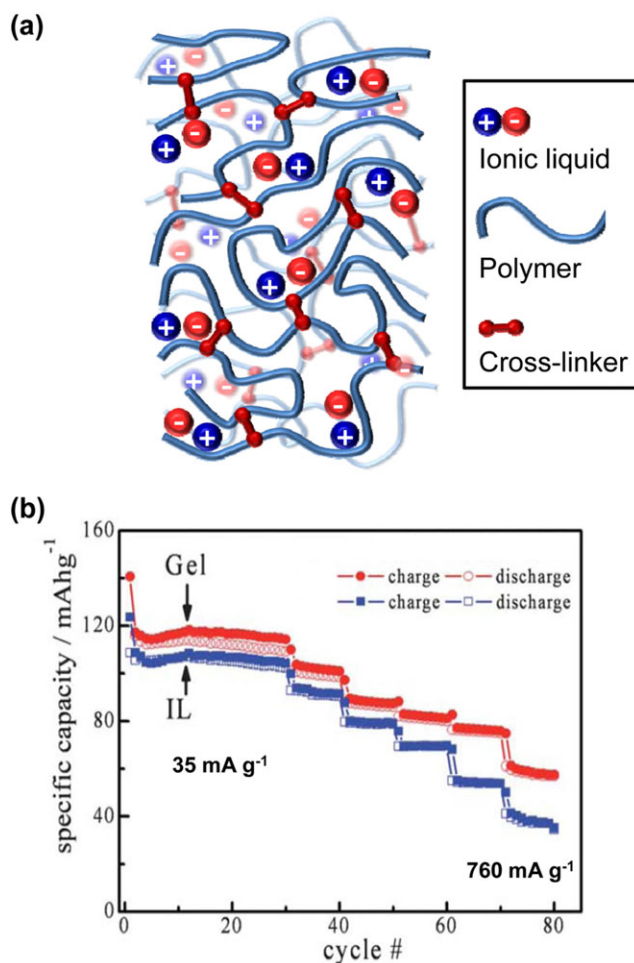 (a)
+ -
Ionic liquid
Polymer
Cross-linker
(b)
160
120
80
40
0
specific capacity / mAhg⁻¹
Gel
IL
charge discharge
charge discharge
35 mA g⁻¹
760 mA g⁻¹
0 20 40 60 80
cycle #